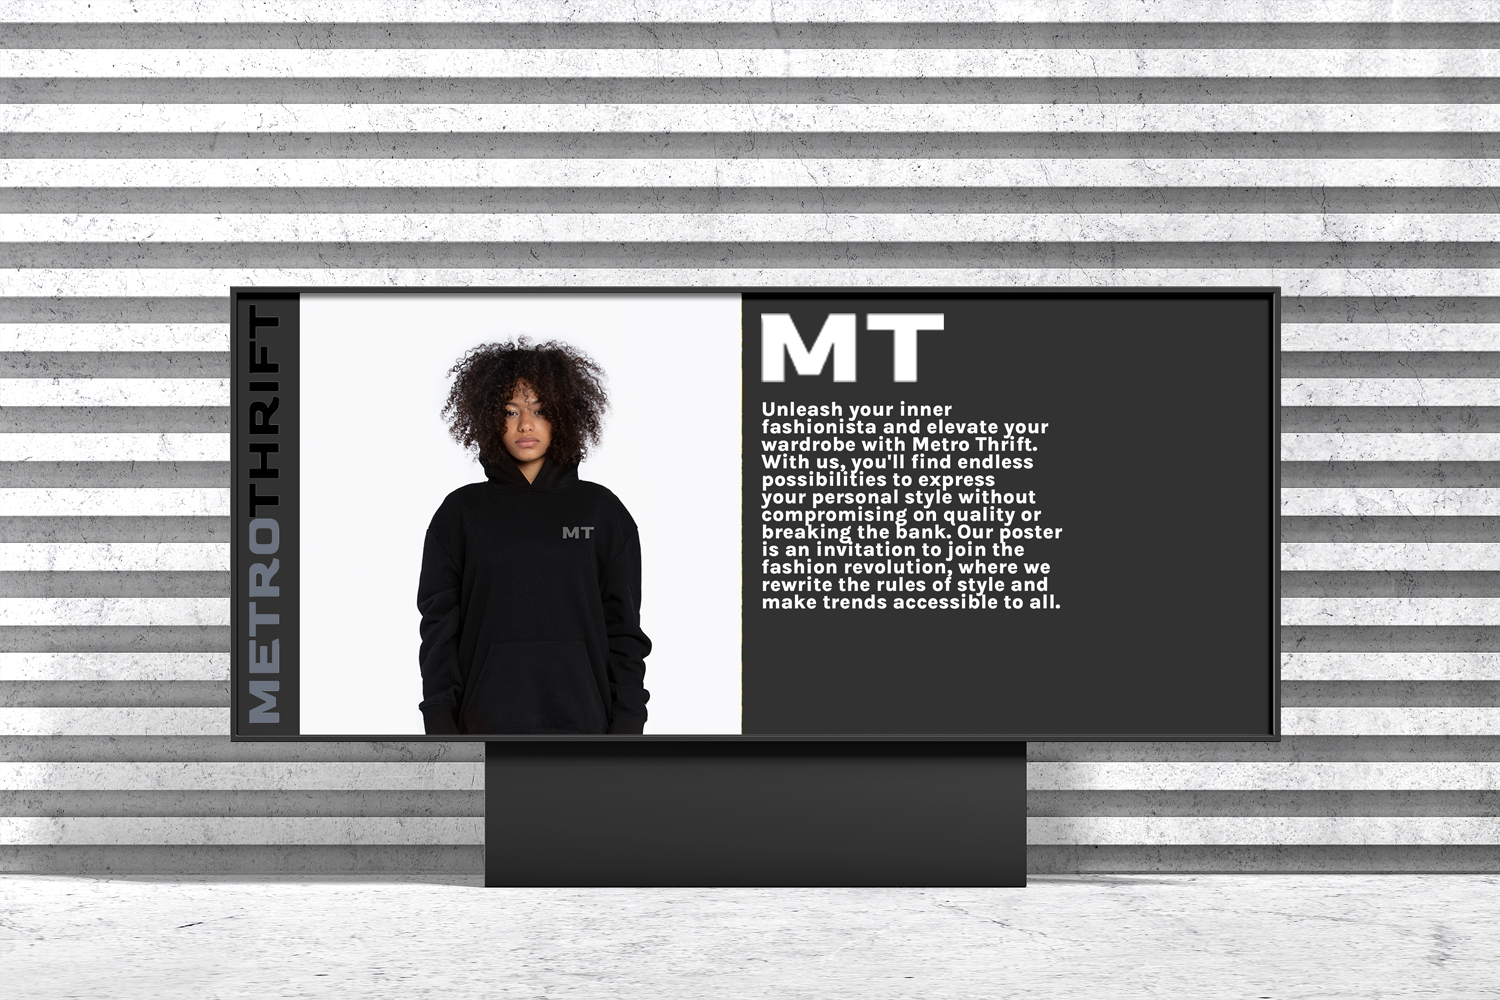 METROTHRIFT
MT
MT
Unleash your inner
fashionista and elevate your
wardrobe with Metro Thrift.
With us, you'll find endless
possibilities to express
your personal style without
compromising on quality or
breaking the bank. Our poster
is an invitation to join the
fashion revolution, where we
rewrite the rules of style and
make trends accessible to all.